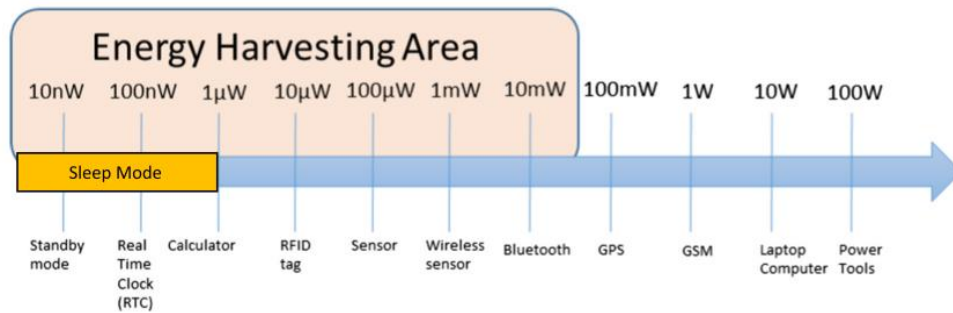 Energy Harvesting Area
10nW 100nW 1µW 10µW 100µW 1mW 10mW 100mW 1W 10W 100W
Sleep Mode
Standby mode
Real Time Clock (RTC)
Calculator
RFID tag
Sensor
Wireless sensor
Bluetooth
GPS
GSM
Laptop Computer
Power Tools